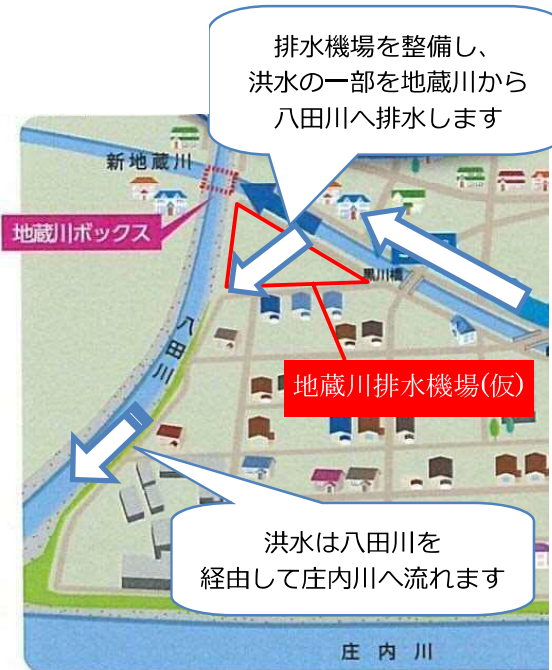 排水機場を整備し、
洪水の一部を地蔵川から
八田川へ排水します
新地蔵川
地蔵川ボックス
黒川橋
八田川
地蔵川排水機場(仮)
洪水は八田川を
経由して庄内川へ流れます
庄内川